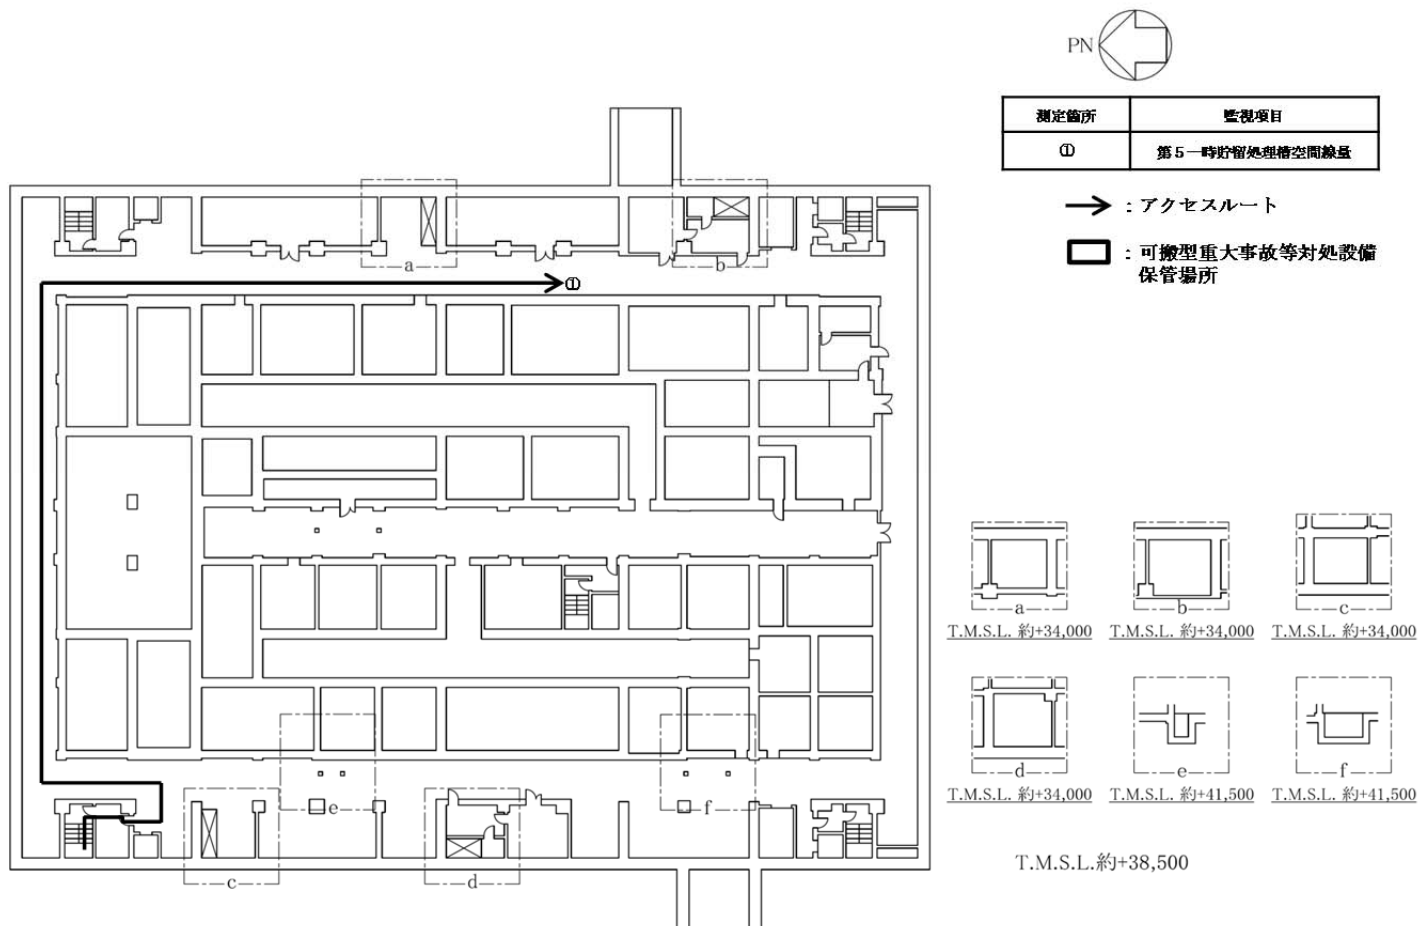 PN
測定箇所 監視項目
① 第5一時貯留処理槽空間線量
：アクセスルート
：可搬型重大事故等対処設備
保管場所
a
b
①
c
d
e
f
a
T.M.S.L. 約+34,000
b
T.M.S.L. 約+34,000
c
T.M.S.L. 約+34,000
d
T.M.S.L. 約+34,000
e
T.M.S.L. 約+41,500
f
T.M.S.L. 約+41,500
T.M.S.L.約+38,500